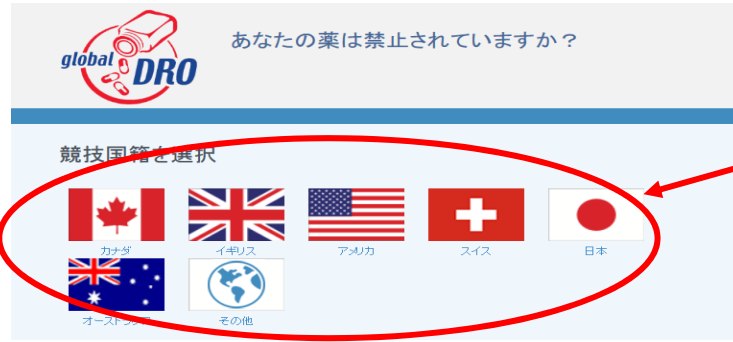 global DRO
あなたの薬は禁止されていますか？
競技国籍を選択
カナダ イギリス アメリカ スイス 日本
オーストラリア その他